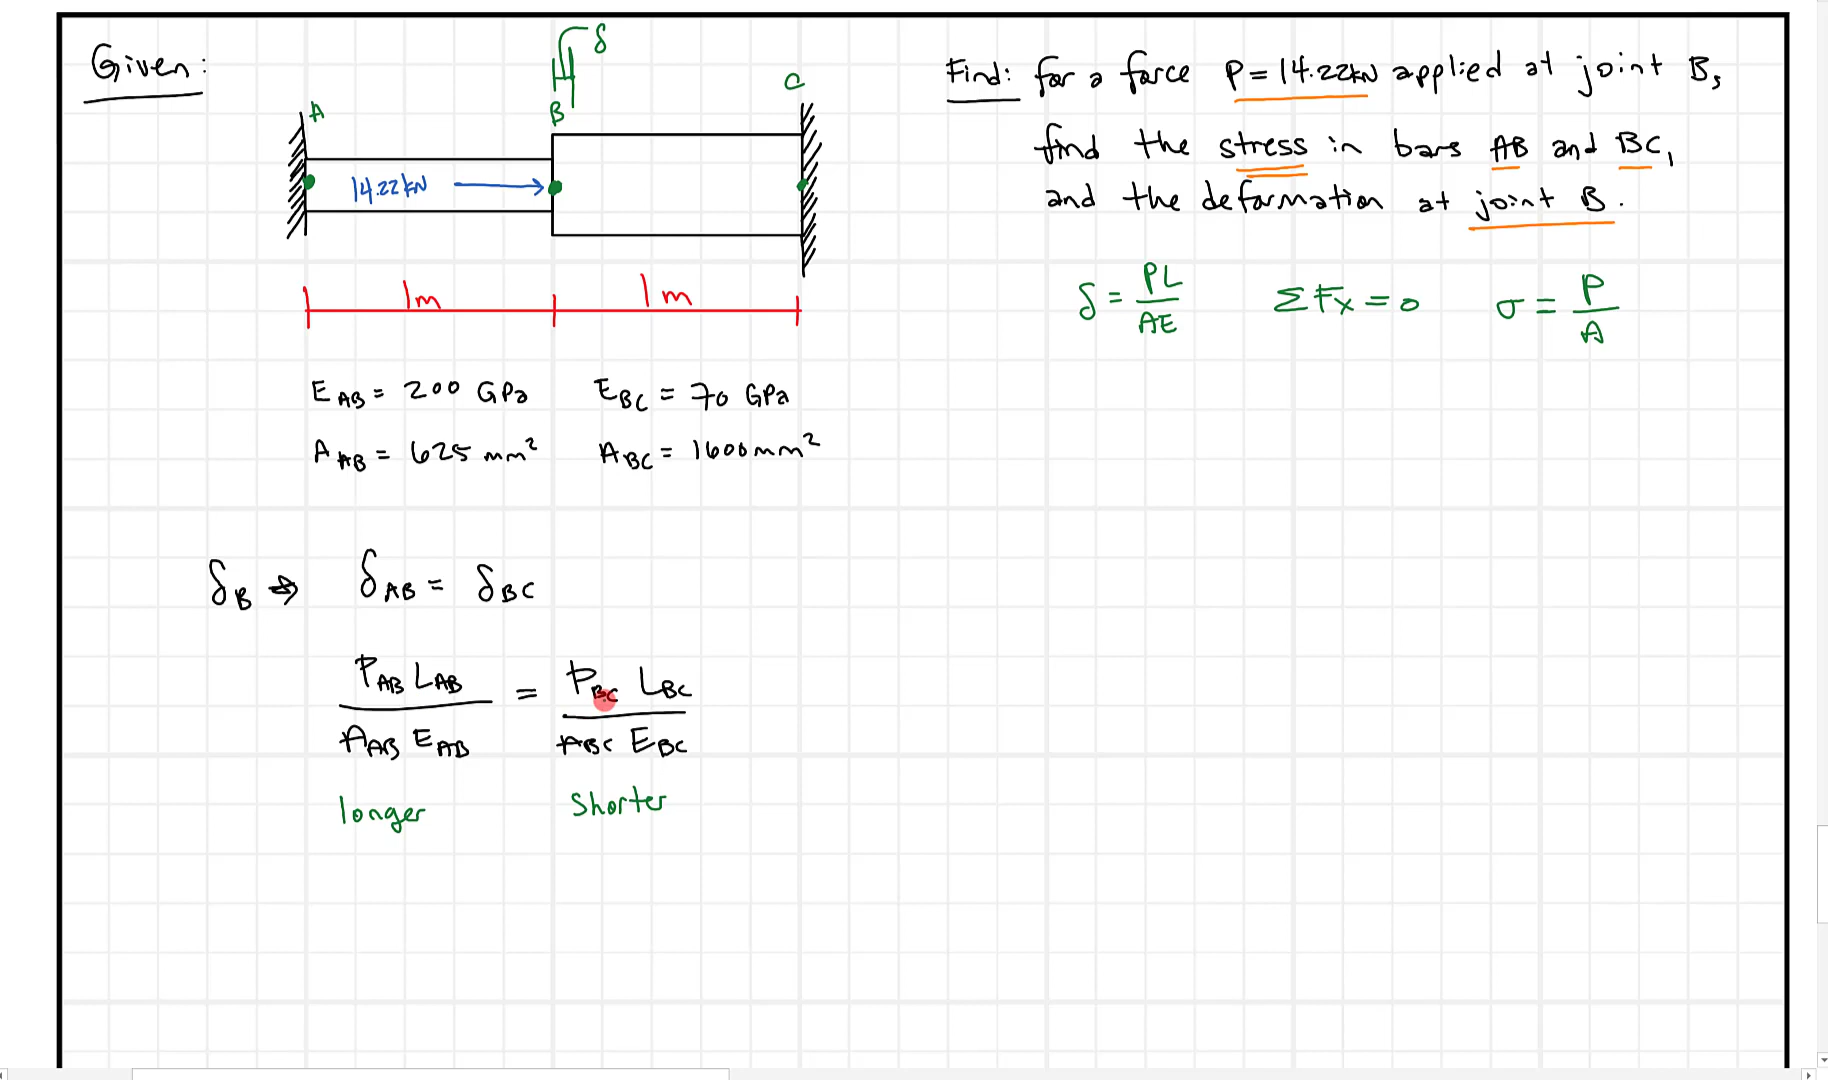 Given:
δ
A
B
C
14.22kN
1m
1m
E_AB = 200 GPa
E_BC = 70 GPa
A_AB = 625 mm²
A_BC = 1600mm²
δ_B ⇒ δ_AB = δ_BC
P_AB L_AB / A_AB E_AB = P_BC L_BC / A_BC E_BC
longer
Shorter
Find: for a force P = 14.22kN applied at joint B,
find the stress in bars AB and BC,
and the deformation at joint B.
δ = PL / AE
ΣFx = 0
σ = P / A